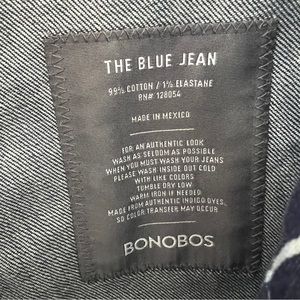 THE BLUE JEAN
99% COTTON / 1% ELASTANE
RN# 128054
MADE IN MEXICO
FOR AN AUTHENTIC LOOK
WASH AS SELDOM AS POSSIBLE
WHEN YOU MUST WASH YOUR JEANS
PLEASE WASH INSIDE OUT COLD
WITH LIKE COLORS
TUMBLE DRY LOW
WARM IRON IF NEEDED
MADE FROM AUTHENTIC INDIGO DYES,
SO COLOR TRANSFER MAY OCCUR
BONOBOS